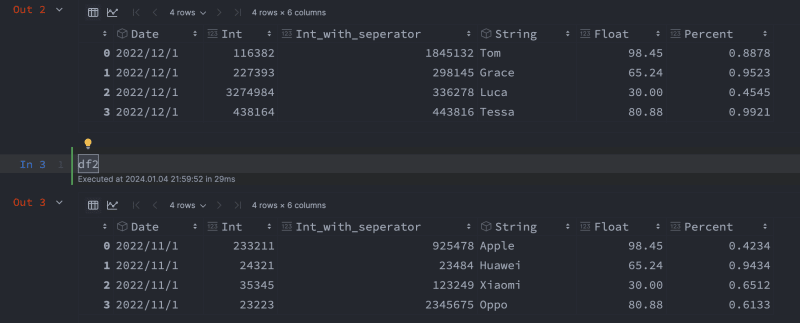 Out 2 4 rows 4 rows × 6 columns
Date Int Int_with_seperator String Float Percent
0 2022/12/1 116382 1845132 Tom 98.45 0.8878
1 2022/12/1 227393 298145 Grace 65.24 0.9523
2 2022/12/1 3274984 336278 Luca 30.00 0.4545
3 2022/12/1 438164 443816 Tessa 80.88 0.9921
In 3 1 df2
Executed at 2024.01.04 21:59:52 in 29ms
Out 3 4 rows 4 rows × 6 columns
Date Int Int_with_seperator String Float Percent
0 2022/11/1 233211 925478 Apple 98.45 0.4234
1 2022/11/1 24321 23484 Huawei 65.24 0.9434
2 2022/11/1 35345 123249 Xiaomi 30.00 0.6512
3 2022/11/1 23223 2345675 Oppo 80.88 0.6133